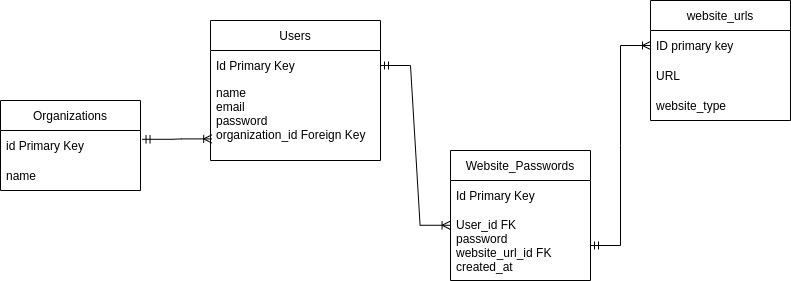 Organizations
id Primary Key
name
Users
Id Primary Key
name
email
password
organization_id Foreign Key
Website_Passwords
Id Primary Key
User_id FK
password
website_url_id FK
created_at
website_urls
ID primary key
URL
website_type